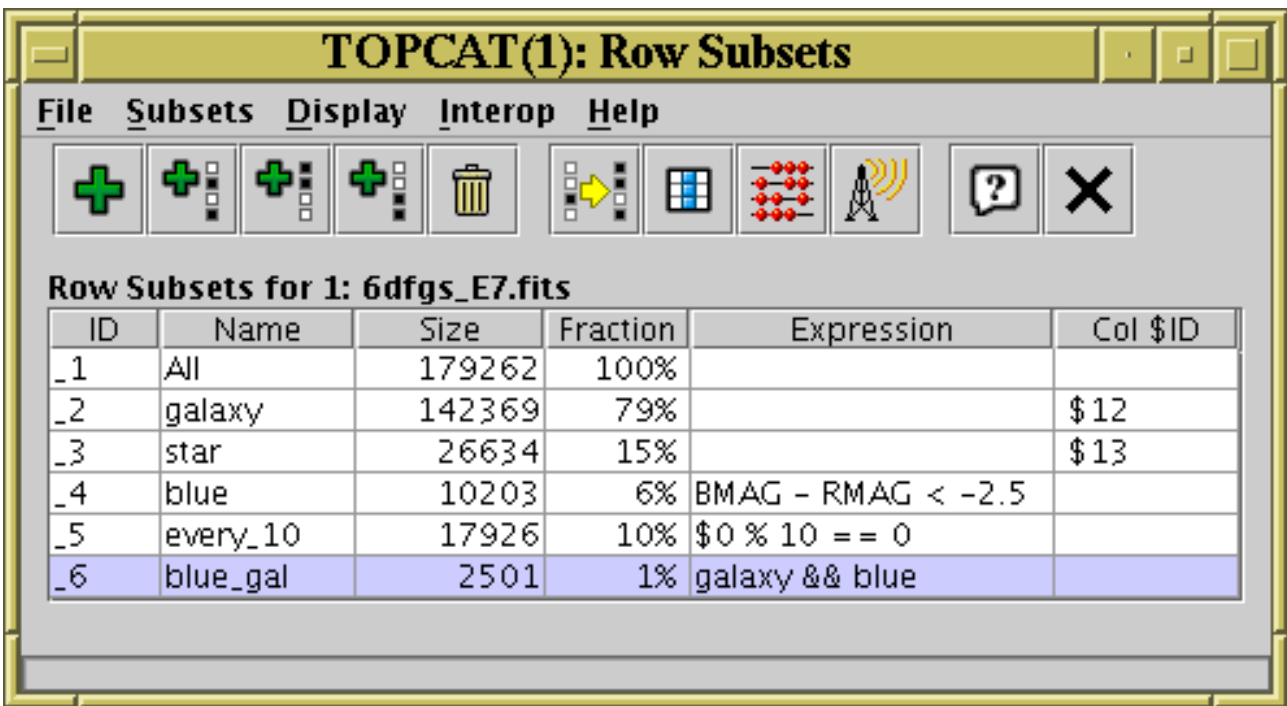 TOPCAT(1): Row Subsets
File Subsets Display Interop Help
?
Row Subsets for 1: 6dfgs_E7.fits
ID Name Size Fraction Expression Col $ID
_1 All 179262 100%
_2 galaxy 142369 79% $12
_3 star 26634 15% $13
_4 blue 10203 6% BMAG - RMAG < -2.5
_5 every_10 17926 10% $0 % 10 == 0
_6 blue_gal 2501 1% galaxy && blue